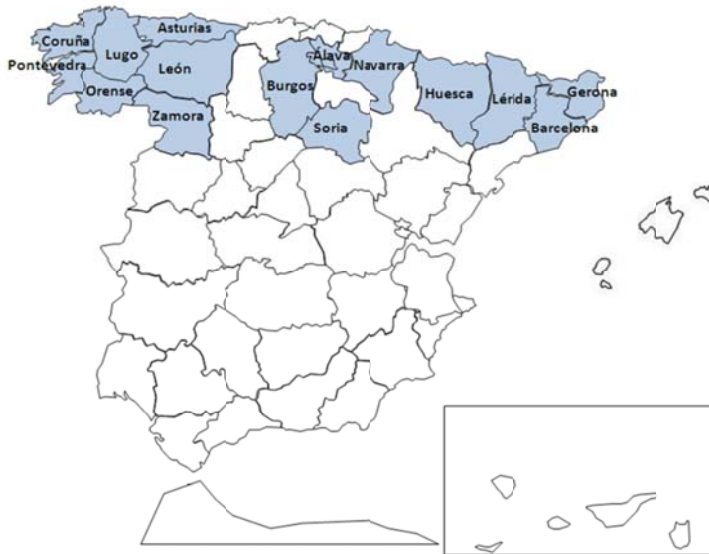 Asturias
Coruña
Lugo
Álava
Pontevedra
León
Navarra
Orense
Burgos
Huesca
Lérida
Gerona
Zamora
Soria
Barcelona